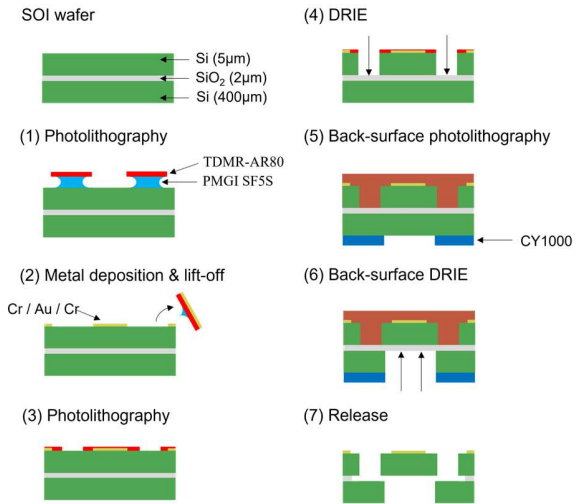 SOI wafer
Si (5μm)
SiO₂ (2μm)
Si (400μm)
(1) Photolithography
TDMR-AR80
PMGI SF5S
(2) Metal deposition & lift-off
Cr / Au / Cr
(3) Photolithography
(4) DRIE
(5) Back-surface photolithography
CY1000
(6) Back-surface DRIE
(7) Release